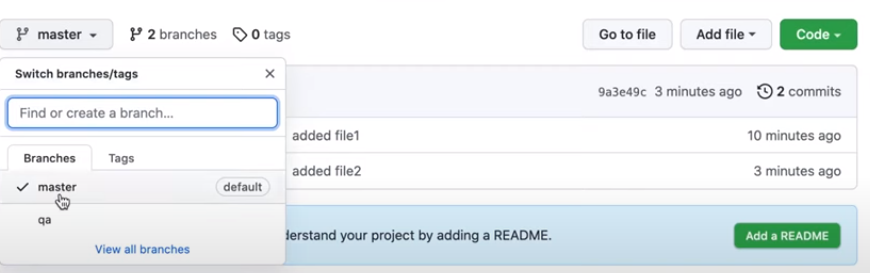 master 2 branches 0 tags Go to file Add file Code
Switch branches/tags
9a3e49c 3 minutes ago 2 commits
Find or create a branch...
added file1 10 minutes ago
Branches Tags
added file2 3 minutes ago
master default
qa
derstand your project by adding a README. Add a README
View all branches